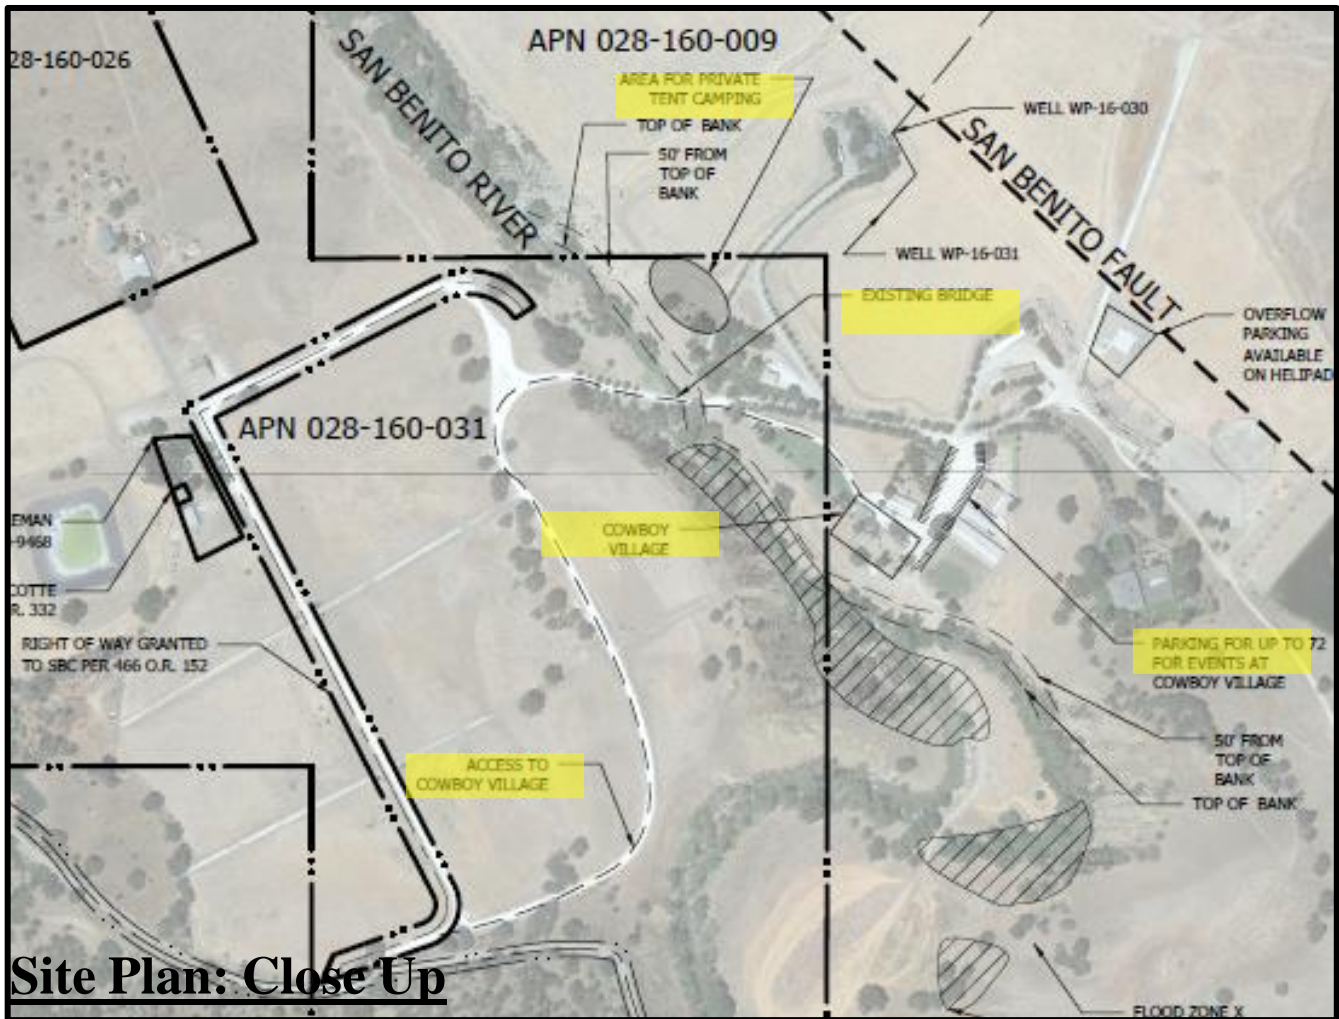 28-160-026
APN 028-160-009
SAN BENITO RIVER
AREA FOR PRIVATE
TENT CAMPING
TOP OF BANK
50' FROM
TOP OF
BANK
WELL WP-16-030
SAN BENITO FAULT
WELL WP-16-031
EXISTING BRIDGE
OVERFLOW
PARKING
AVAILABLE
ON HELIPAD
APN 028-160-031
EMAN
-9468
COTTE
R. 332
COWBOY
VILLAGE
RIGHT OF WAY GRANTED
TO SBC PER 466 O.R. 152
PARKING FOR UP TO 72
FOR EVENTS AT
COWBOY VILLAGE
ACCESS TO
COWBOY VILLAGE
50' FROM
TOP OF
BANK
TOP OF BANK
Site Plan: Close Up
FLOOD ZONE X